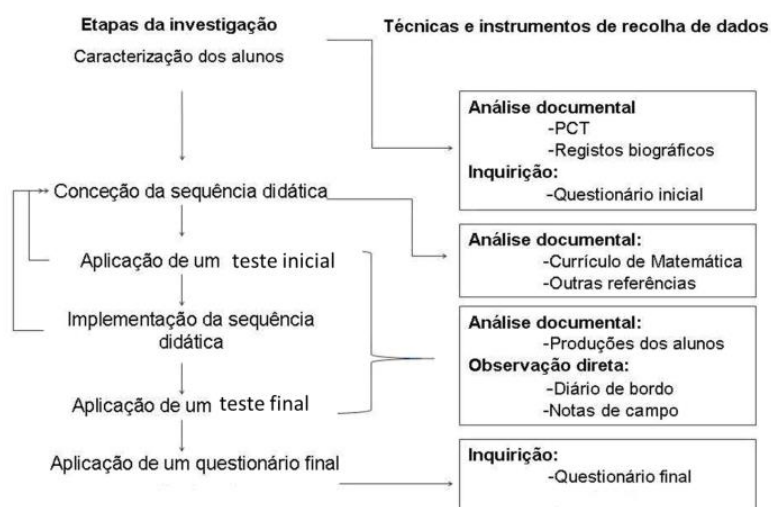 Etapas da investigação
Caracterização dos alunos
Conceção da sequência didática
Aplicação de um teste inicial
Implementação da sequência
didática
Aplicação de um teste final
Aplicação de um questionário final
Técnicas e instrumentos de recolha de dados
Análise documental
-PCT
-Registos biográficos
Inquirição:
-Questionário inicial
Análise documental:
-Currículo de Matemática
-Outras referências
Análise documental:
-Produções dos alunos
Observação direta:
-Diário de bordo
-Notas de campo
Inquirição:
-Questionário final